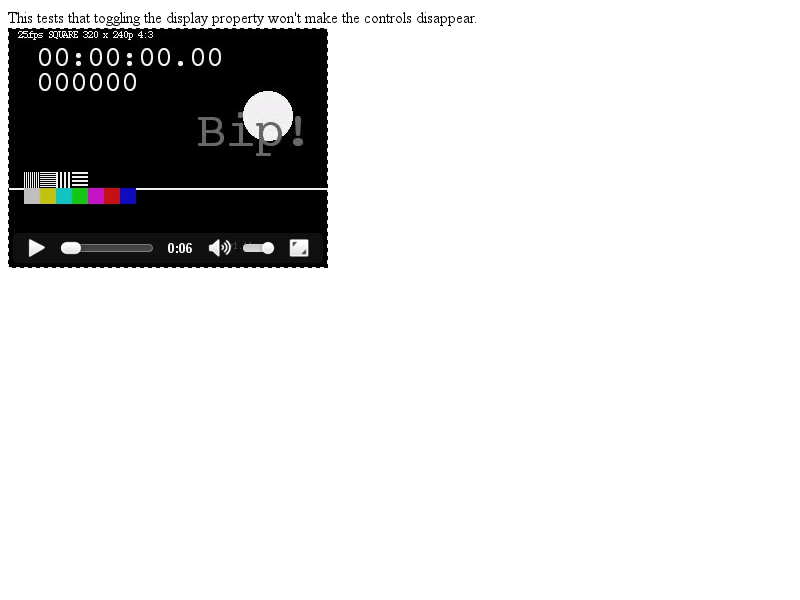 This tests that toggling the display property won't make the controls disappear.
25fps SQUARE 320 x 240p 4:3
00:00:00.00
000000
Bip!
0:06